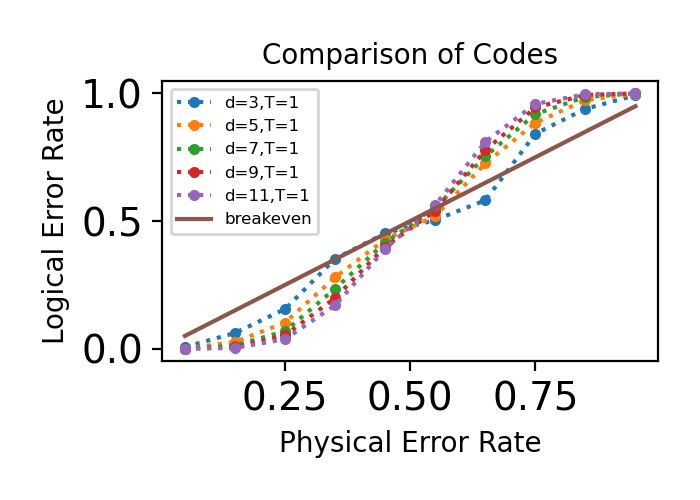 Comparison of Codes
Logical Error Rate
1.0
0.5
0.0
d=3,T=1
d=5,T=1
d=7,T=1
d=9,T=1
d=11,T=1
breakeven
0.25 0.50 0.75
Physical Error Rate